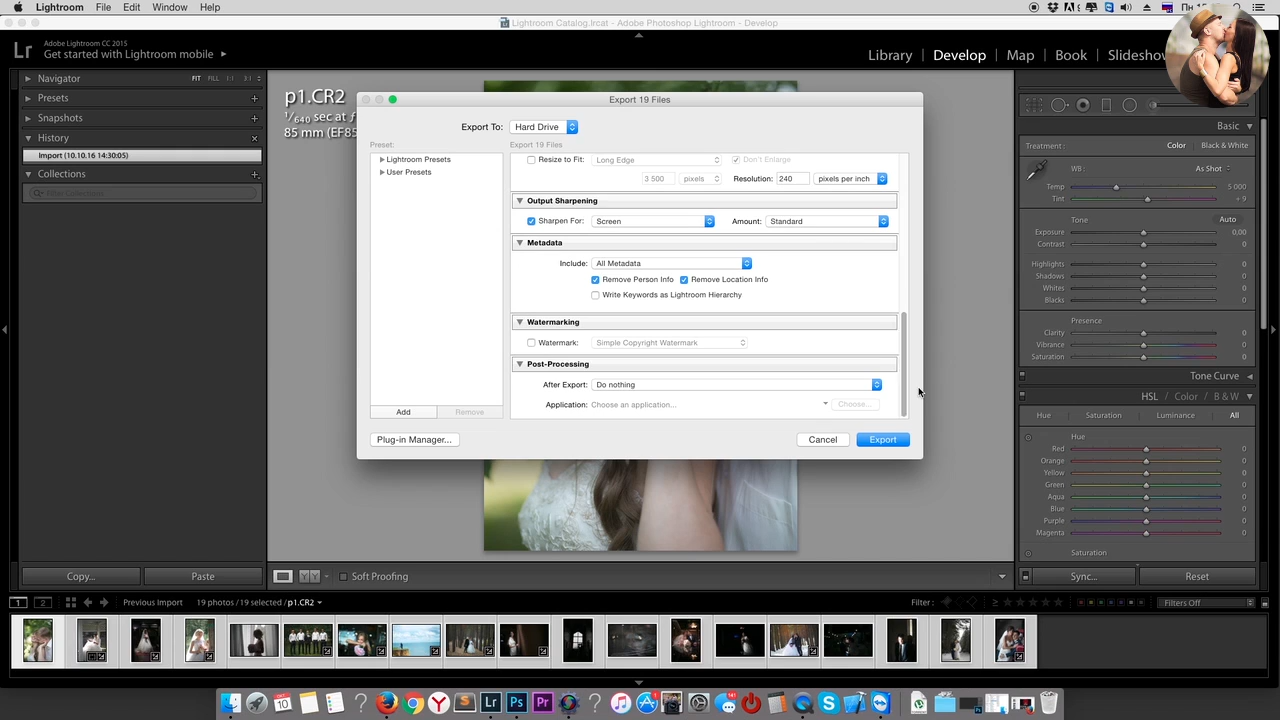 Lightroom File Edit Window Help
Lightroom Catalog.lrcat - Adobe Photoshop Lightroom - Develop
Lr Adobe Lightroom CC 2015
Get started with Lightroom mobile
Library Develop Map Book Slideshow
Navigator FIT FILL 1:1 3:1
Presets
Snapshots
History
Import (10.10.16 14:30:05)
Collections
Filter Collections
Copy... Paste
p1.CR2
1/640 sec at ƒ
85 mm (EF85
Export 19 Files
Export To: Hard Drive
Preset:
Lightroom Presets
User Presets
Add Remove
Plug-in Manager...
Export 19 Files
Resize to Fit: Long Edge Don't Enlarge
3 500 pixels Resolution: 240 pixels per inch
Output Sharpening
Sharpen For: Screen Amount: Standard
Metadata
Include: All Metadata
Remove Person Info Remove Location Info
Write Keywords as Lightroom Hierarchy
Watermarking
Watermark: Simple Copyright Watermark
Post-Processing
After Export: Do nothing
Application: Choose an application... Choose...
Cancel Export
Basic
Treatment: Color Black & White
WB: As Shot
Temp 5 000
Tint + 9
Tone Auto
Exposure 0,00
Contrast 0
Highlights 0
Shadows 0
Whites 0
Blacks 0
Presence
Clarity 0
Vibrance 0
Saturation 0
Tone Curve
HSL / Color / B & W
Hue Saturation Luminance All
Hue
Red 0
Orange 0
Yellow 0
Green 0
Aqua 0
Blue 0
Purple 0
Magenta 0
Saturation
Sync... Reset
Soft Proofing
1 2 Previous Import 19 photos / 19 selected / p1.CR2 Filter : Filters Off